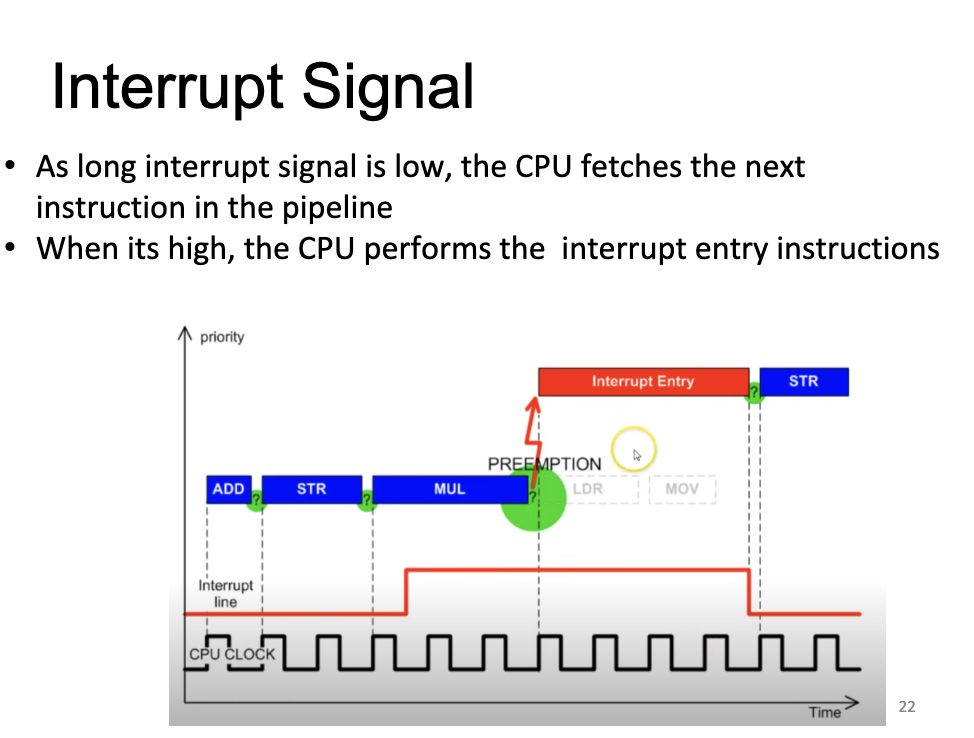 Interrupt Signal
• As long interrupt signal is low, the CPU fetches the next
instruction in the pipeline
• When its high, the CPU performs the interrupt entry instructions
priority
Interrupt Entry
?
STR
PREEMPTION
ADD
?
STR
?
MUL
?
LDR
MOV
Interrupt
line
CPU CLOCK
Time
22